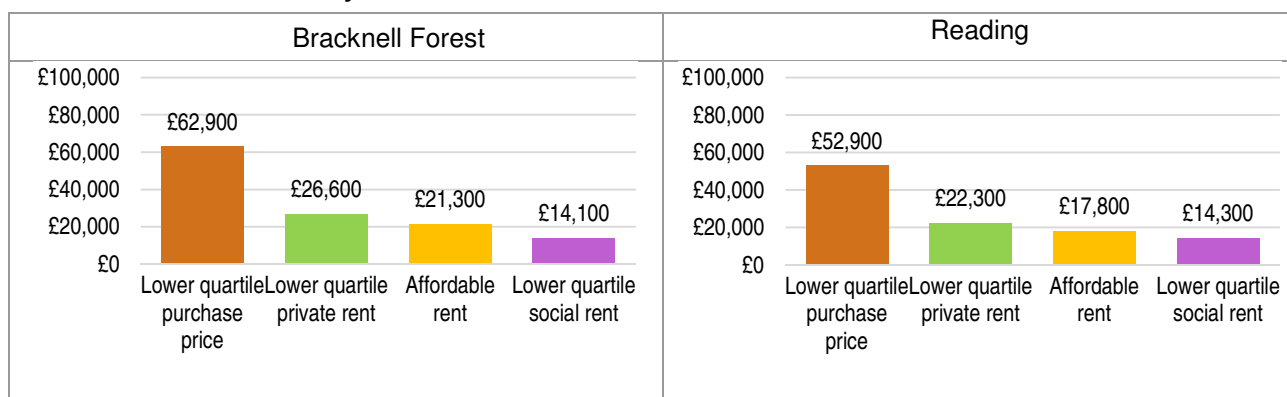 Bracknell Forest
£100,000
£80,000
£60,000
£40,000
£20,000
£0
£62,900
£26,600
£21,300
£14,100
Lower quartile
purchase
price
Lower quartile
private rent
Affordable
rent
Lower quartile
social rent
Reading
£100,000
£80,000
£60,000
£40,000
£20,000
£0
£52,900
£22,300
£17,800
£14,300
Lower quartile
purchase
price
Lower quartile
private rent
Affordable
rent
Lower quartile
social rent